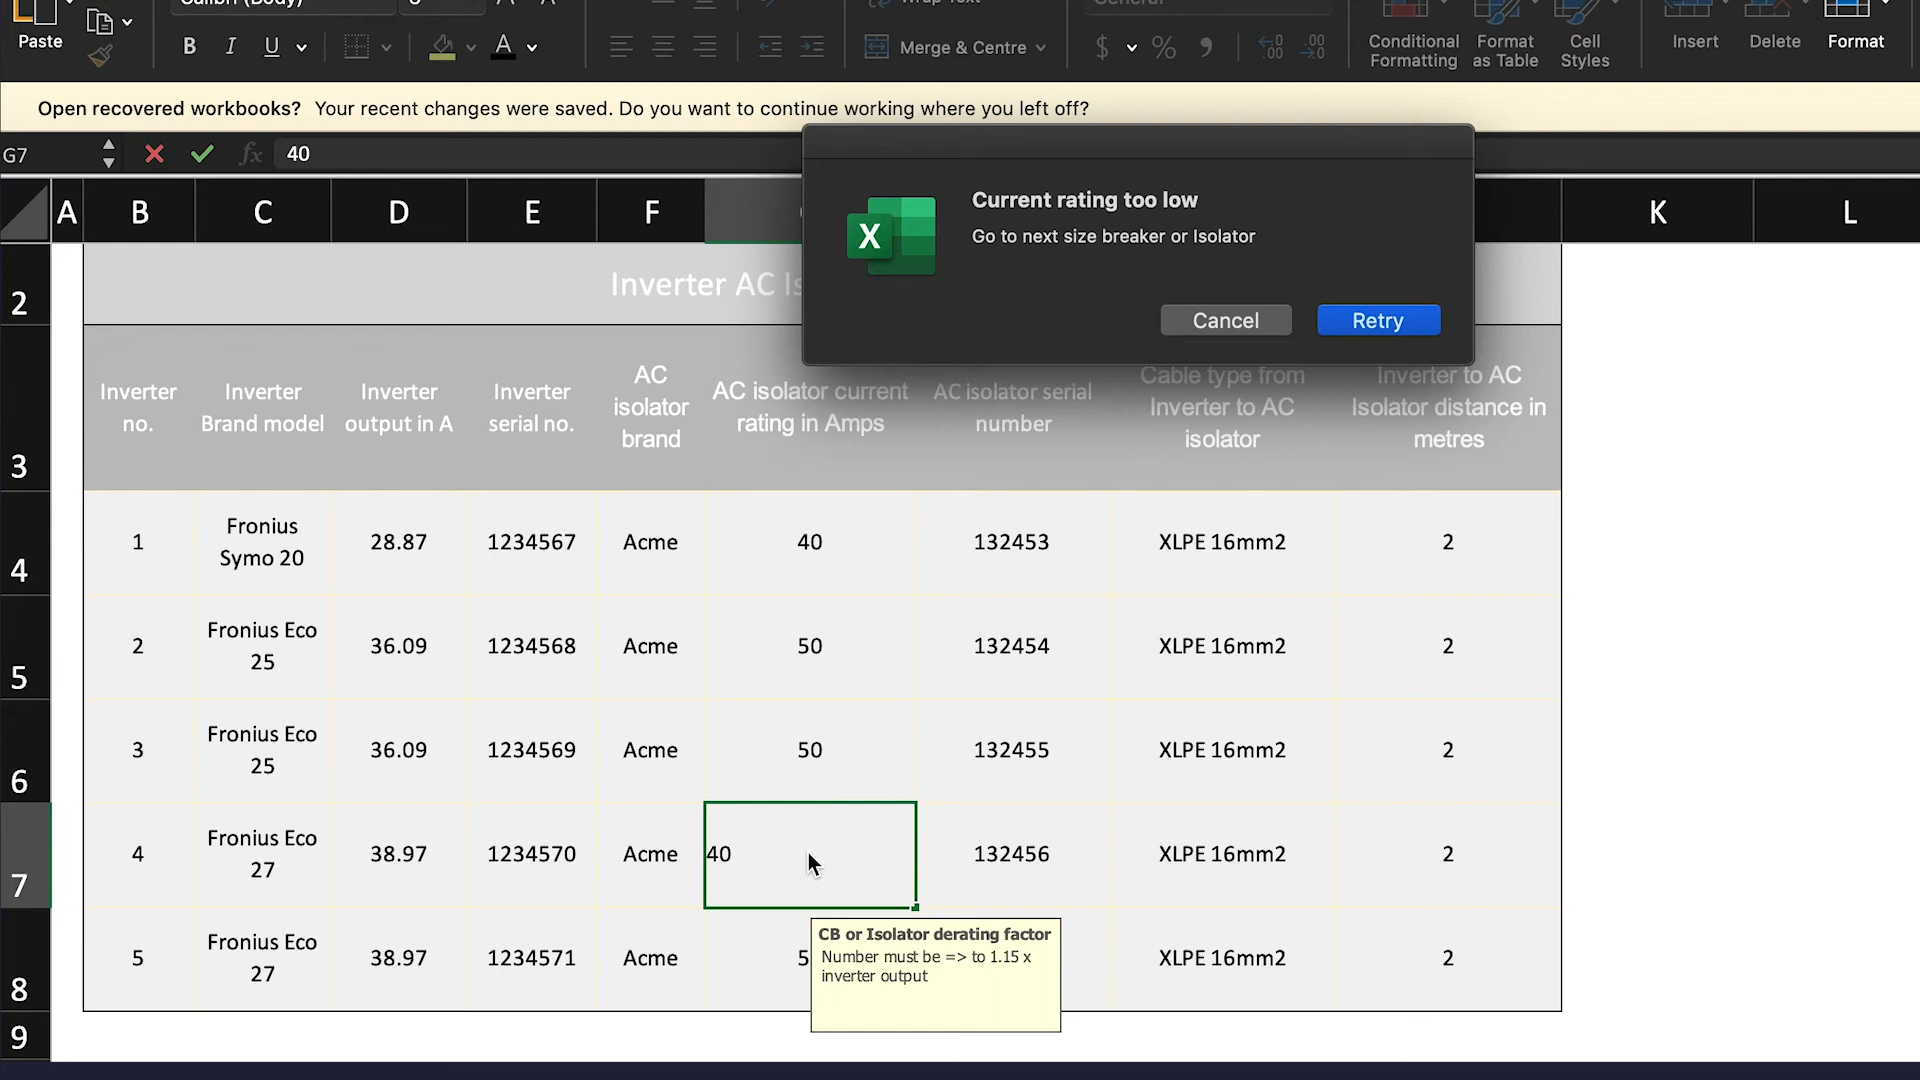 Calibri (Body)
Wrap Text
General
Paste
B I U
A
Merge & Centre
$ % 9
Conditional Formatting
Format as Table
Cell Styles
Insert
Delete
Format
Open recovered workbooks? Your recent changes were saved. Do you want to continue working where you left off?
G7
fx
40
A B C D E F K L
Current rating too low
Go to next size breaker or Isolator
Cancel
Retry
2
Inverter AC Is
3
Inverter no.
Inverter Brand model
Inverter output in A
Inverter serial no.
AC isolator brand
AC isolator current rating in Amps
AC isolator serial number
Cable type from Inverter to AC isolator
Inverter to AC Isolator distance in metres
4
1 Fronius Symo 20 28.87 1234567 Acme 40 132453 XLPE 16mm2 2
5
2 Fronius Eco 25 36.09 1234568 Acme 50 132454 XLPE 16mm2 2
6
3 Fronius Eco 25 36.09 1234569 Acme 50 132455 XLPE 16mm2 2
7
4 Fronius Eco 27 38.97 1234570 Acme 40 132456 XLPE 16mm2 2
8
5 Fronius Eco 27 38.97 1234571 Acme 5 XLPE 16mm2 2
CB or Isolator derating factor
Number must be => to 1.15 x
inverter output
9